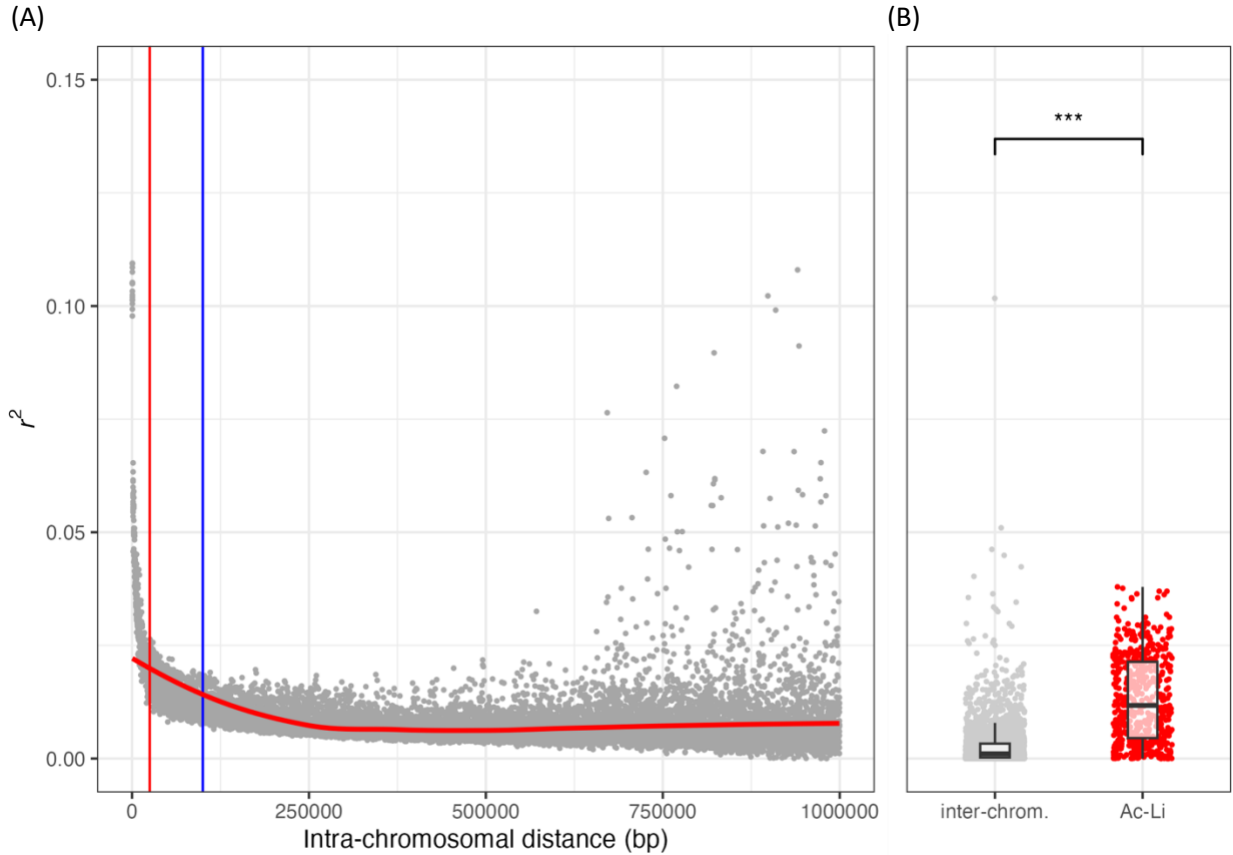 (A)
(B)
0.15
0.10
0.05
0.00
r²
0
250000
500000
750000
1000000
Intra-chromosomal distance (bp)
***
inter-chrom.
Ac-Li